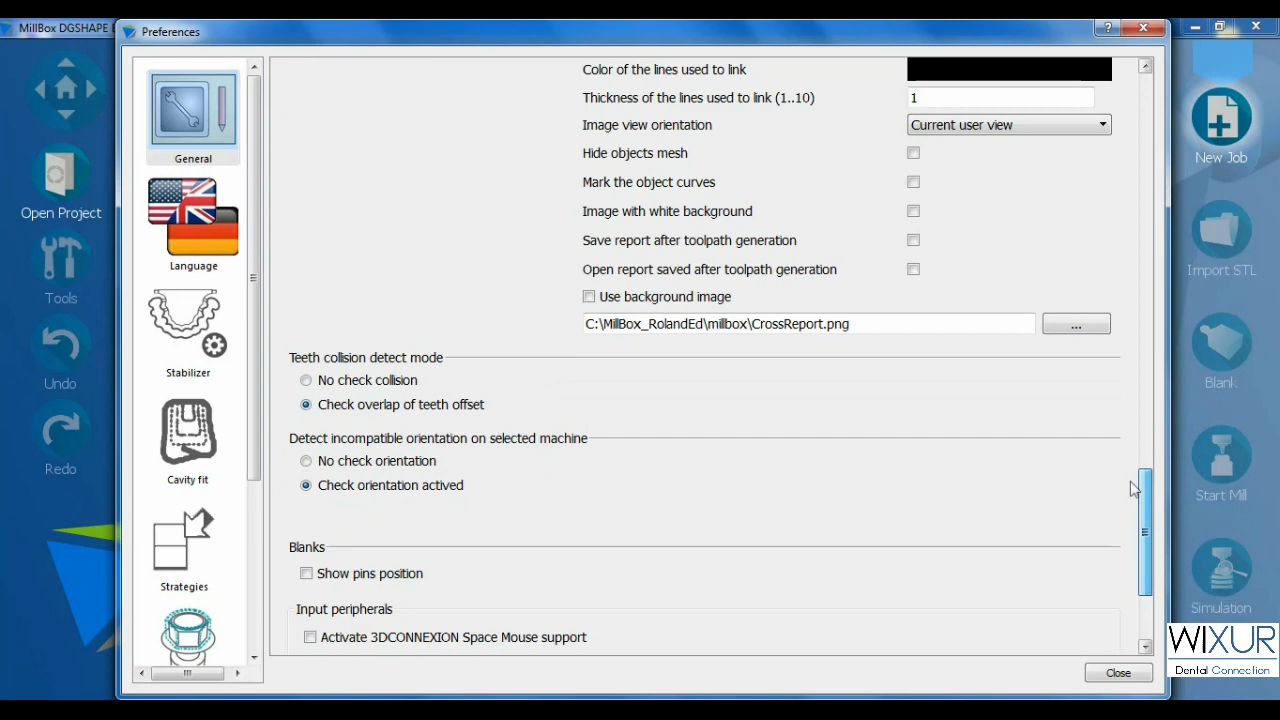 MillBox DGSHAPE E
Preferences
General
Language
Stabilizer
Cavity fit
Strategies
Open Project
Tools
Undo
Redo
Color of the lines used to link
Thickness of the lines used to link (1..10)
1
Image view orientation
Current user view
Hide objects mesh
Mark the object curves
Image with white background
Save report after toolpath generation
Open report saved after toolpath generation
Use background image
C:\MillBox_RolandEd\millbox\CrossReport.png
...
Teeth collision detect mode
No check collision
Check overlap of teeth offset
Detect incompatible orientation on selected machine
No check orientation
Check orientation actived
Blanks
Show pins position
Input peripherals
Activate 3DCONNEXION Space Mouse support
Close
New Job
Import STL
Blank
Start Mill
Simulation
WIXUR
Dental Connection